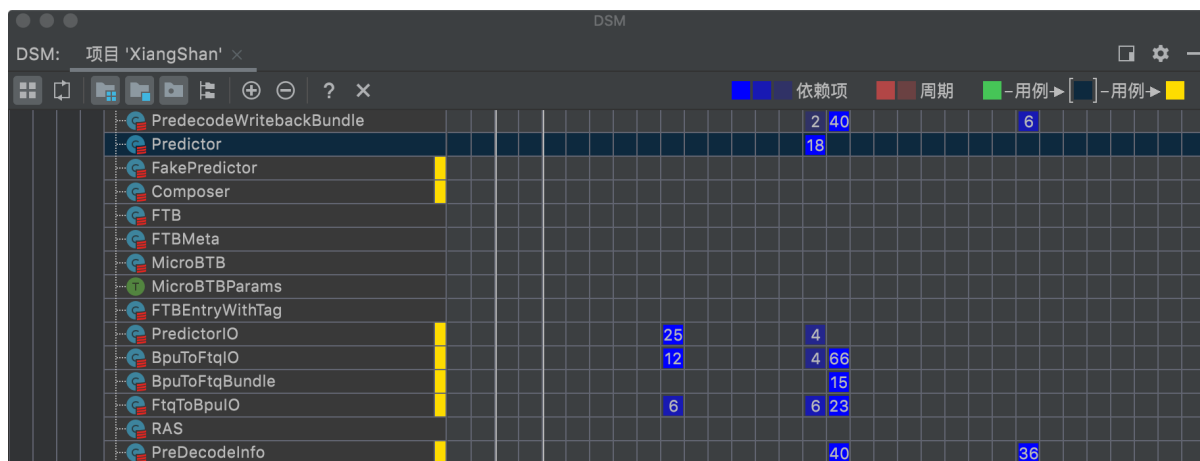 DSM
DSM: 项目 'XiangShan' ×
? × 依赖项 周期 -用例→[ ]-用例→
PredecodeWritebackBundle 2 40 6
Predictor 18
FakePredictor
Composer
FTB
FTBMeta
MicroBTB
T MicroBTBParams
FTBEntryWithTag
PredictorIO 25 4
BpuToFtqIO 12 4 66
BpuToFtqBundle 15
FtqToBpuIO 6 6 23
RAS
PreDecodeInfo 40 36